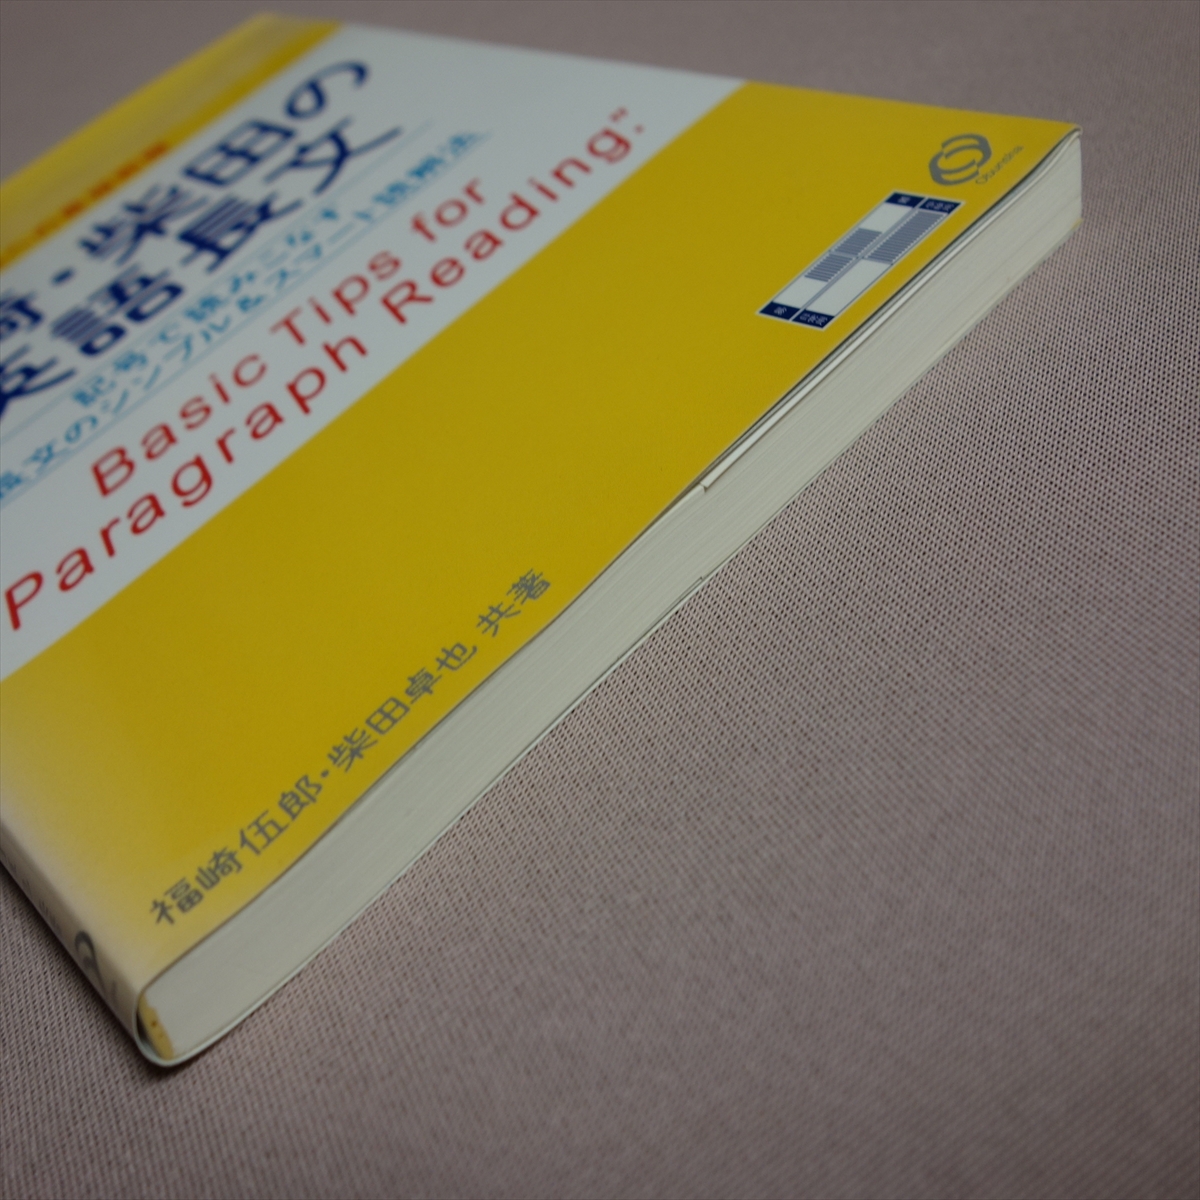 崎・柴田の
英語長文
記号で読みこなす
長文のシンプル&スマート読解法
Basic Tips for
Paragraph Reading."
Obunsha
福崎伍郎・柴田卓也 共著